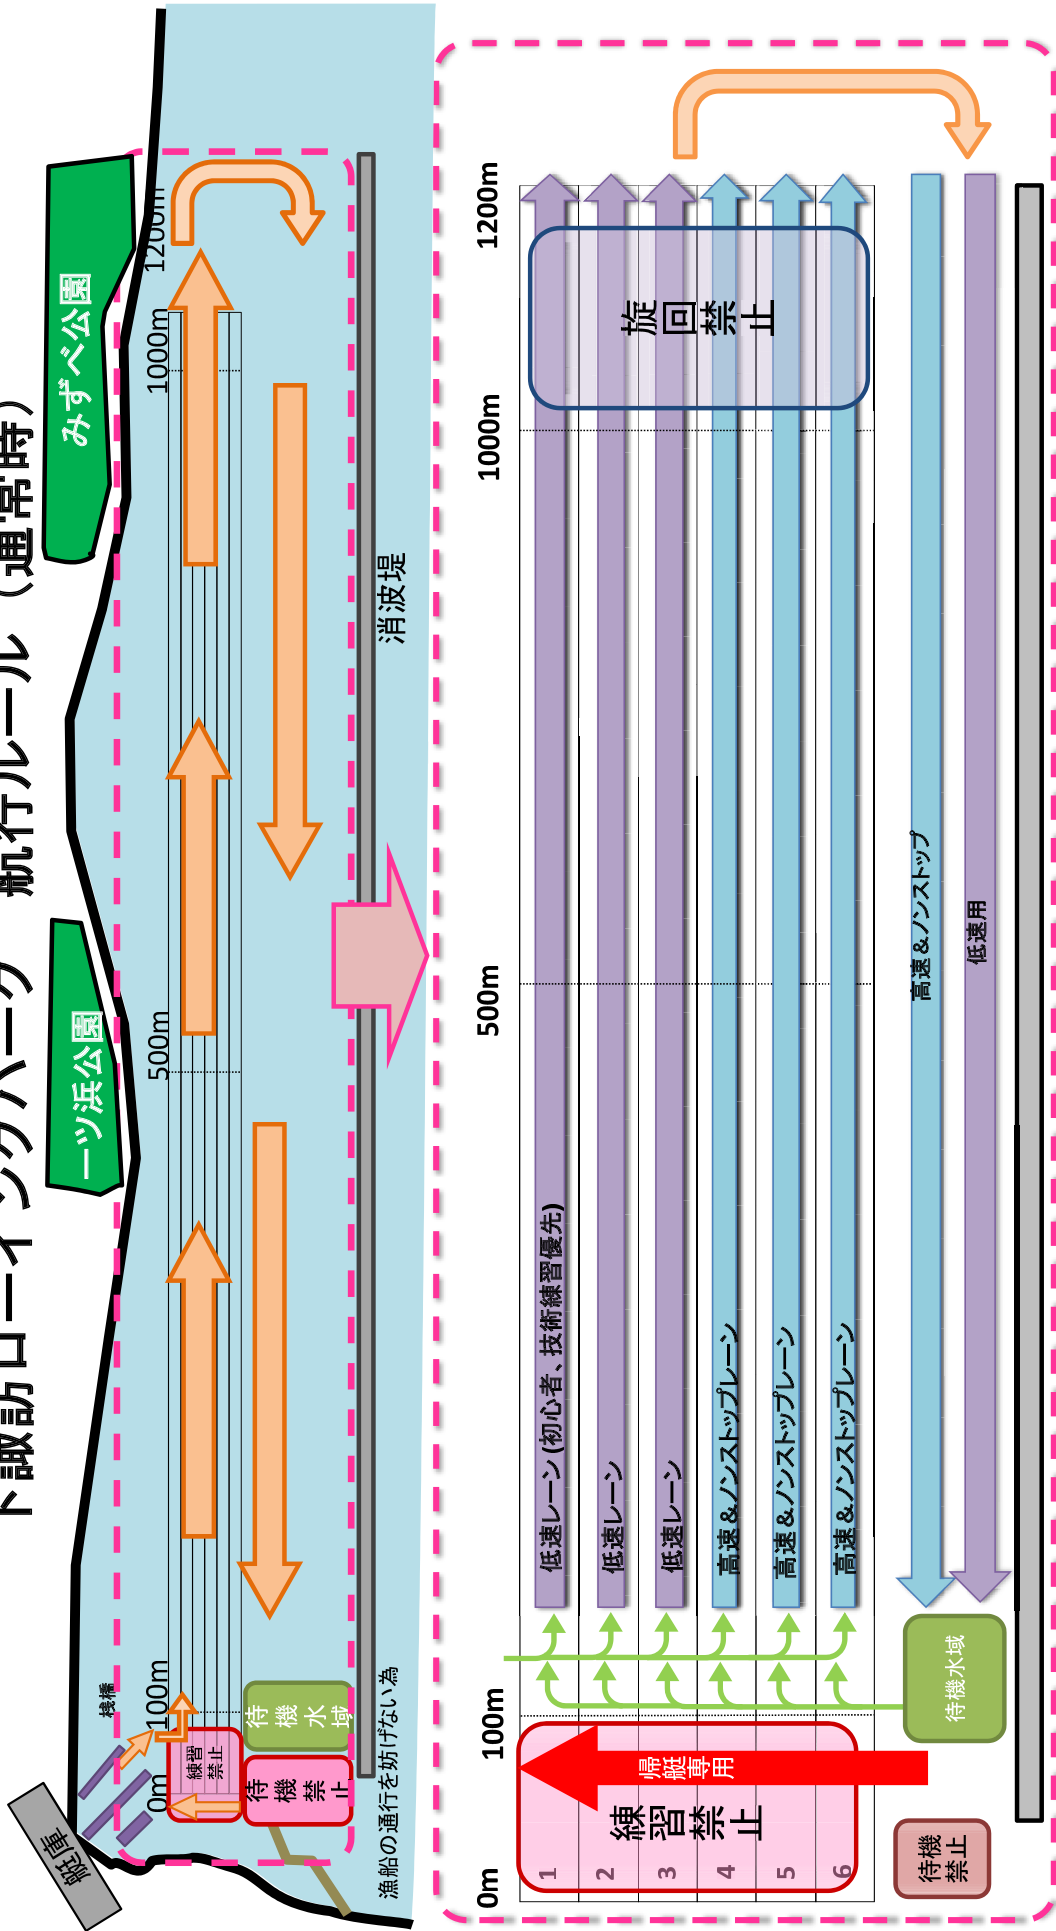 下諏訪ローイングパーク 航行ルール（通常時）
艇庫
一ツ浜公園
みずべ公園
桟橋
0m
100m
500m
1000m
1200m
練習
禁止
待
機
禁
止
待
機
水
域
消波堤
漁船の通行を妨げない為
0m
100m
500m
1000m
1200m
1
2
3
4
5
6
練習禁止
帰
艇
専
用
低速レーン(初心者、技術練習優先)
低速レーン
低速レーン
高速＆ノンストップレーン
高速＆ノンストップレーン
高速＆ノンストップレーン
旋回禁止
高速＆ノンストップ
低速用
待機水域
待機
禁止